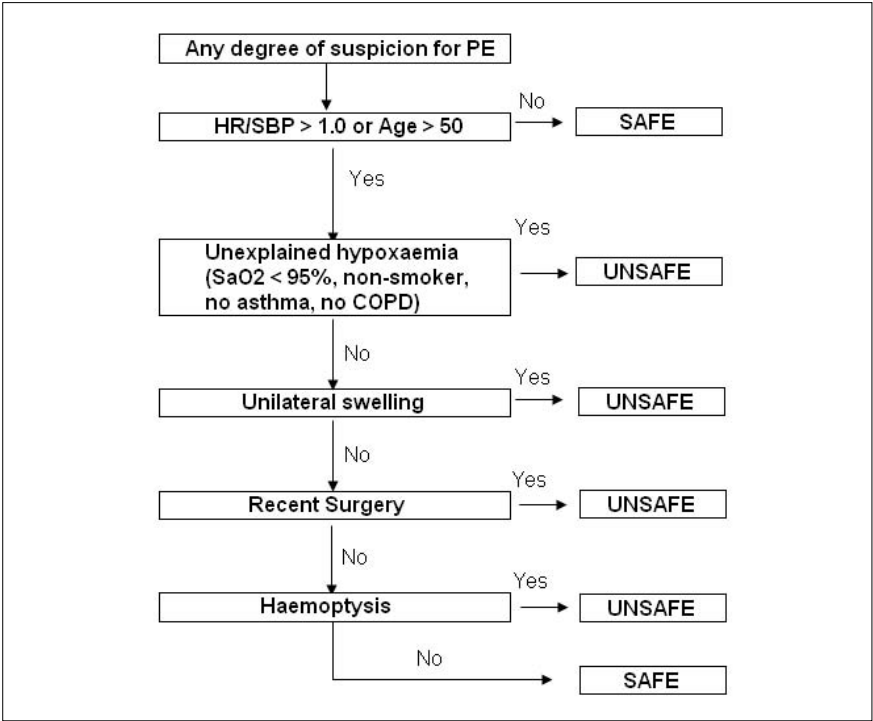 Any degree of suspicion for PE
No
HR/SBP > 1.0 or Age > 50
SAFE
Yes
Yes
Unexplained hypoxaemia
(SaO2 < 95%, non-smoker,
no asthma, no COPD)
UNSAFE
No
Yes
Unilateral swelling
UNSAFE
No
Yes
Recent Surgery
UNSAFE
No
Yes
Haemoptysis
UNSAFE
No
SAFE